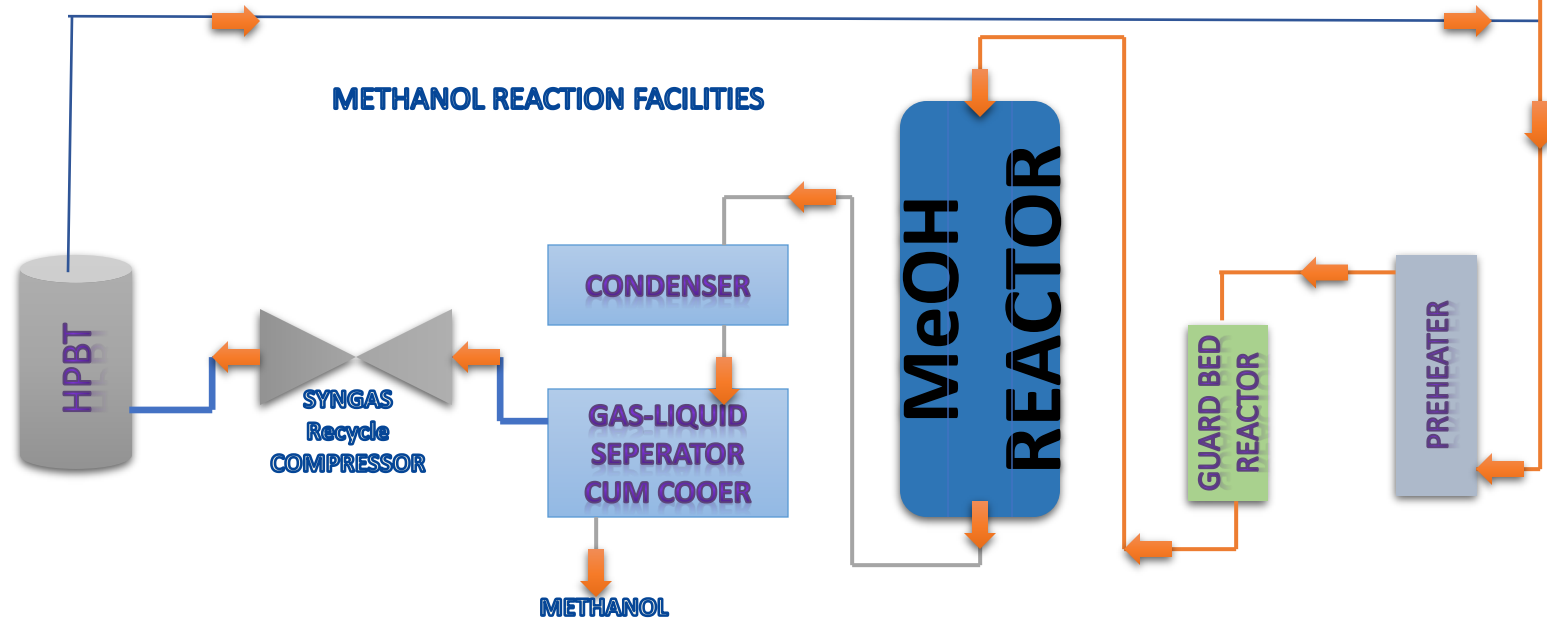 METHANOL REACTION FACILITIES
HPBT
SYNGAS
Recycle
COMPRESSOR
CONDENSER
GAS-LIQUID
SEPERATOR
CUM COOER
METHANOL
MeOH
REACTOR
GUARD BED
REACTOR
PREHEATER